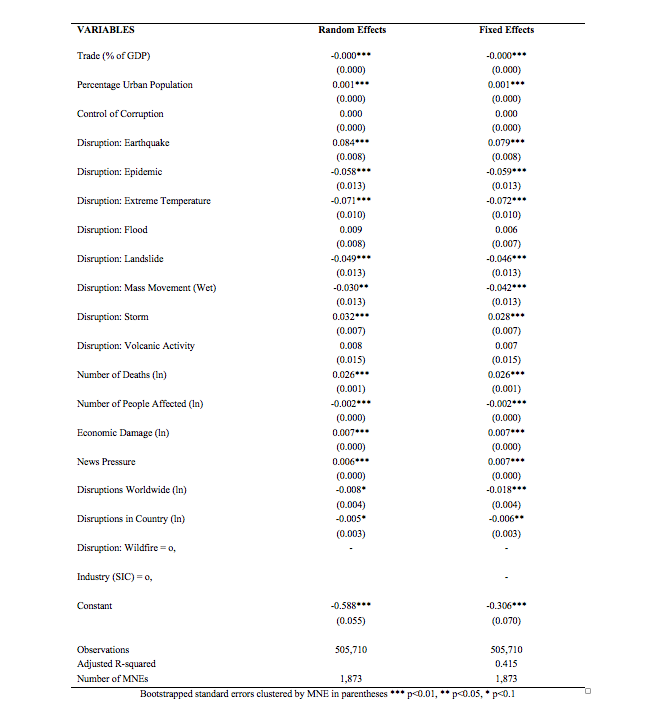 VARIABLES Random Effects Fixed Effects
Trade (% of GDP) -0.000*** -0.000***
(0.000) (0.000)
Percentage Urban Population 0.001*** 0.001***
(0.000) (0.000)
Control of Corruption 0.000 0.000
(0.000) (0.000)
Disruption: Earthquake 0.084*** 0.079***
(0.008) (0.008)
Disruption: Epidemic -0.058*** -0.059***
(0.013) (0.013)
Disruption: Extreme Temperature -0.071*** -0.072***
(0.010) (0.010)
Disruption: Flood 0.009 0.006
(0.008) (0.007)
Disruption: Landslide -0.049*** -0.046***
(0.013) (0.013)
Disruption: Mass Movement (Wet) -0.030** -0.042***
(0.013) (0.013)
Disruption: Storm 0.032*** 0.028***
(0.007) (0.007)
Disruption: Volcanic Activity 0.008 0.007
(0.015) (0.015)
Number of Deaths (ln) 0.026*** 0.026***
(0.001) (0.001)
Number of People Affected (ln) -0.002*** -0.002***
(0.000) (0.000)
Economic Damage (ln) 0.007*** 0.007***
(0.000) (0.000)
News Pressure 0.006*** 0.007***
(0.000) (0.000)
Disruptions Worldwide (ln) -0.008* -0.018***
(0.004) (0.004)
Disruptions in Country (ln) -0.005* -0.006**
(0.003) (0.003)
Disruption: Wildfire = o, - -
Industry (SIC) = o, -
Constant -0.588*** -0.306***
(0.055) (0.070)
Observations 505,710 505,710
Adjusted R-squared 0.415
Number of MNEs 1,873 1,873
Bootstrapped standard errors clustered by MNE in parentheses *** p<0.01, ** p<0.05, * p<0.1